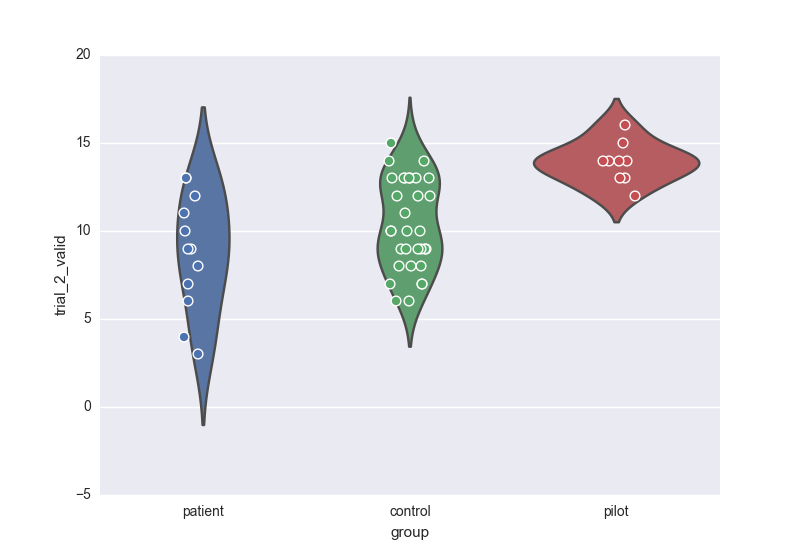 20
15
10
5
0
−5
trial_2_valid
patient
control
pilot
group